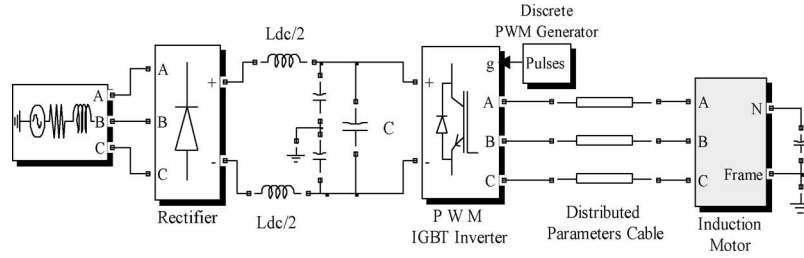 Discrete
PWM Generator
Ldc/2
A
B
C
A
B
C
+
-
Rectifier
Ldc/2
C
+
-
g
A
B
C
Pulses
P W M
IGBT Inverter
Distributed
Parameters Cable
A
B
C
N
Frame
Induction
Motor